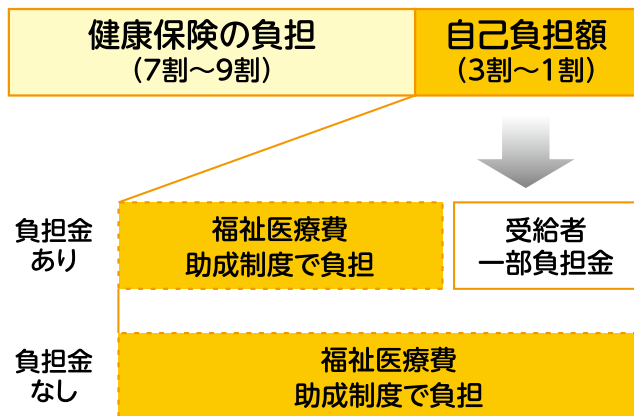 健康保険の負担
（7割～9割）
自己負担額
（3割～1割）
負担金
あり
福祉医療費
助成制度で負担
受給者
一部負担金
負担金
なし
福祉医療費
助成制度で負担